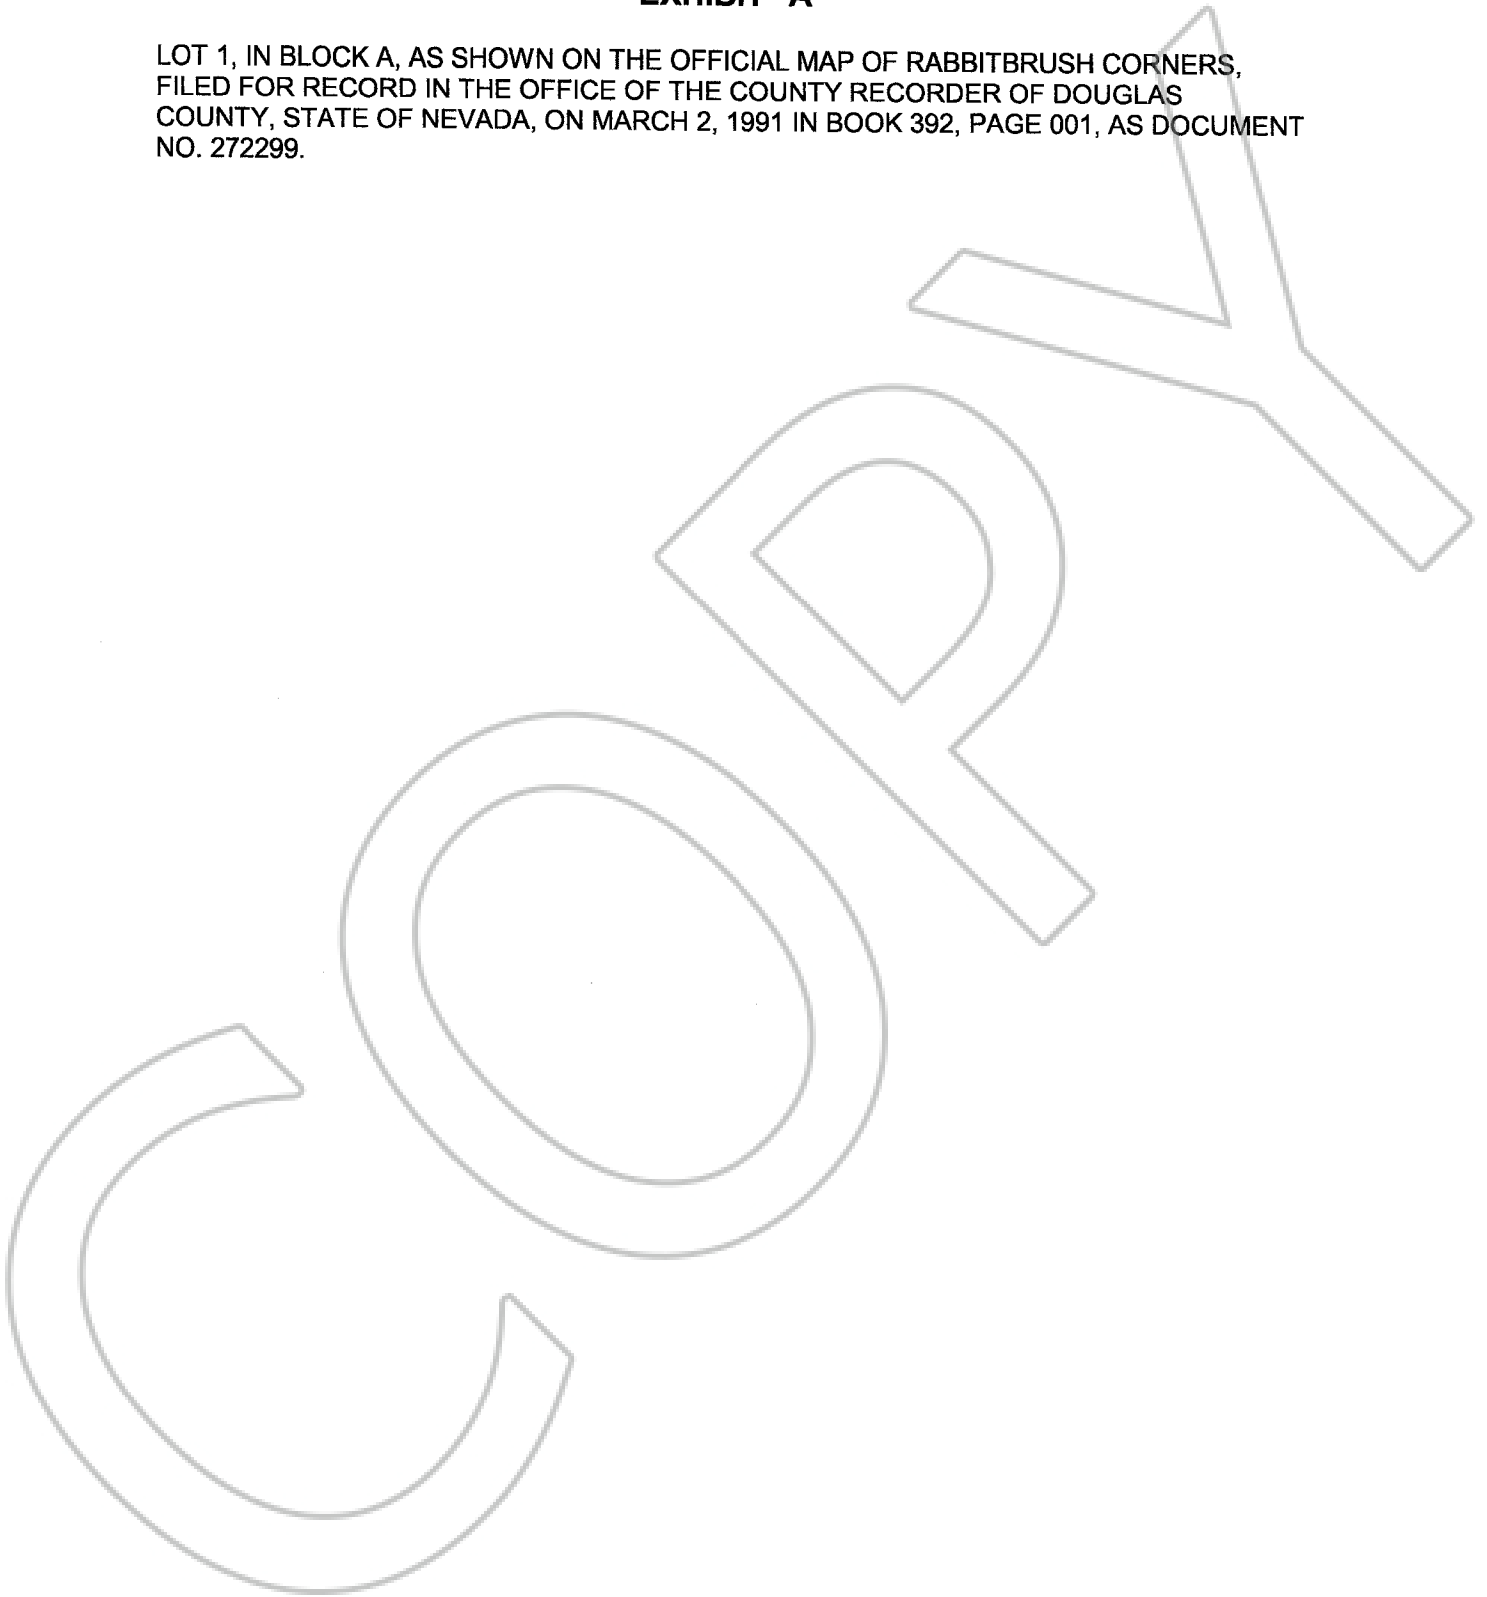 EXHIBIT "A"
LOT 1, IN BLOCK A, AS SHOWN ON THE OFFICIAL MAP OF RABBITBRUSH CORNERS,
FILED FOR RECORD IN THE OFFICE OF THE COUNTY RECORDER OF DOUGLAS
COUNTY, STATE OF NEVADA, ON MARCH 2, 1991 IN BOOK 392, PAGE 001, AS DOCUMENT
NO. 272299.
COPY